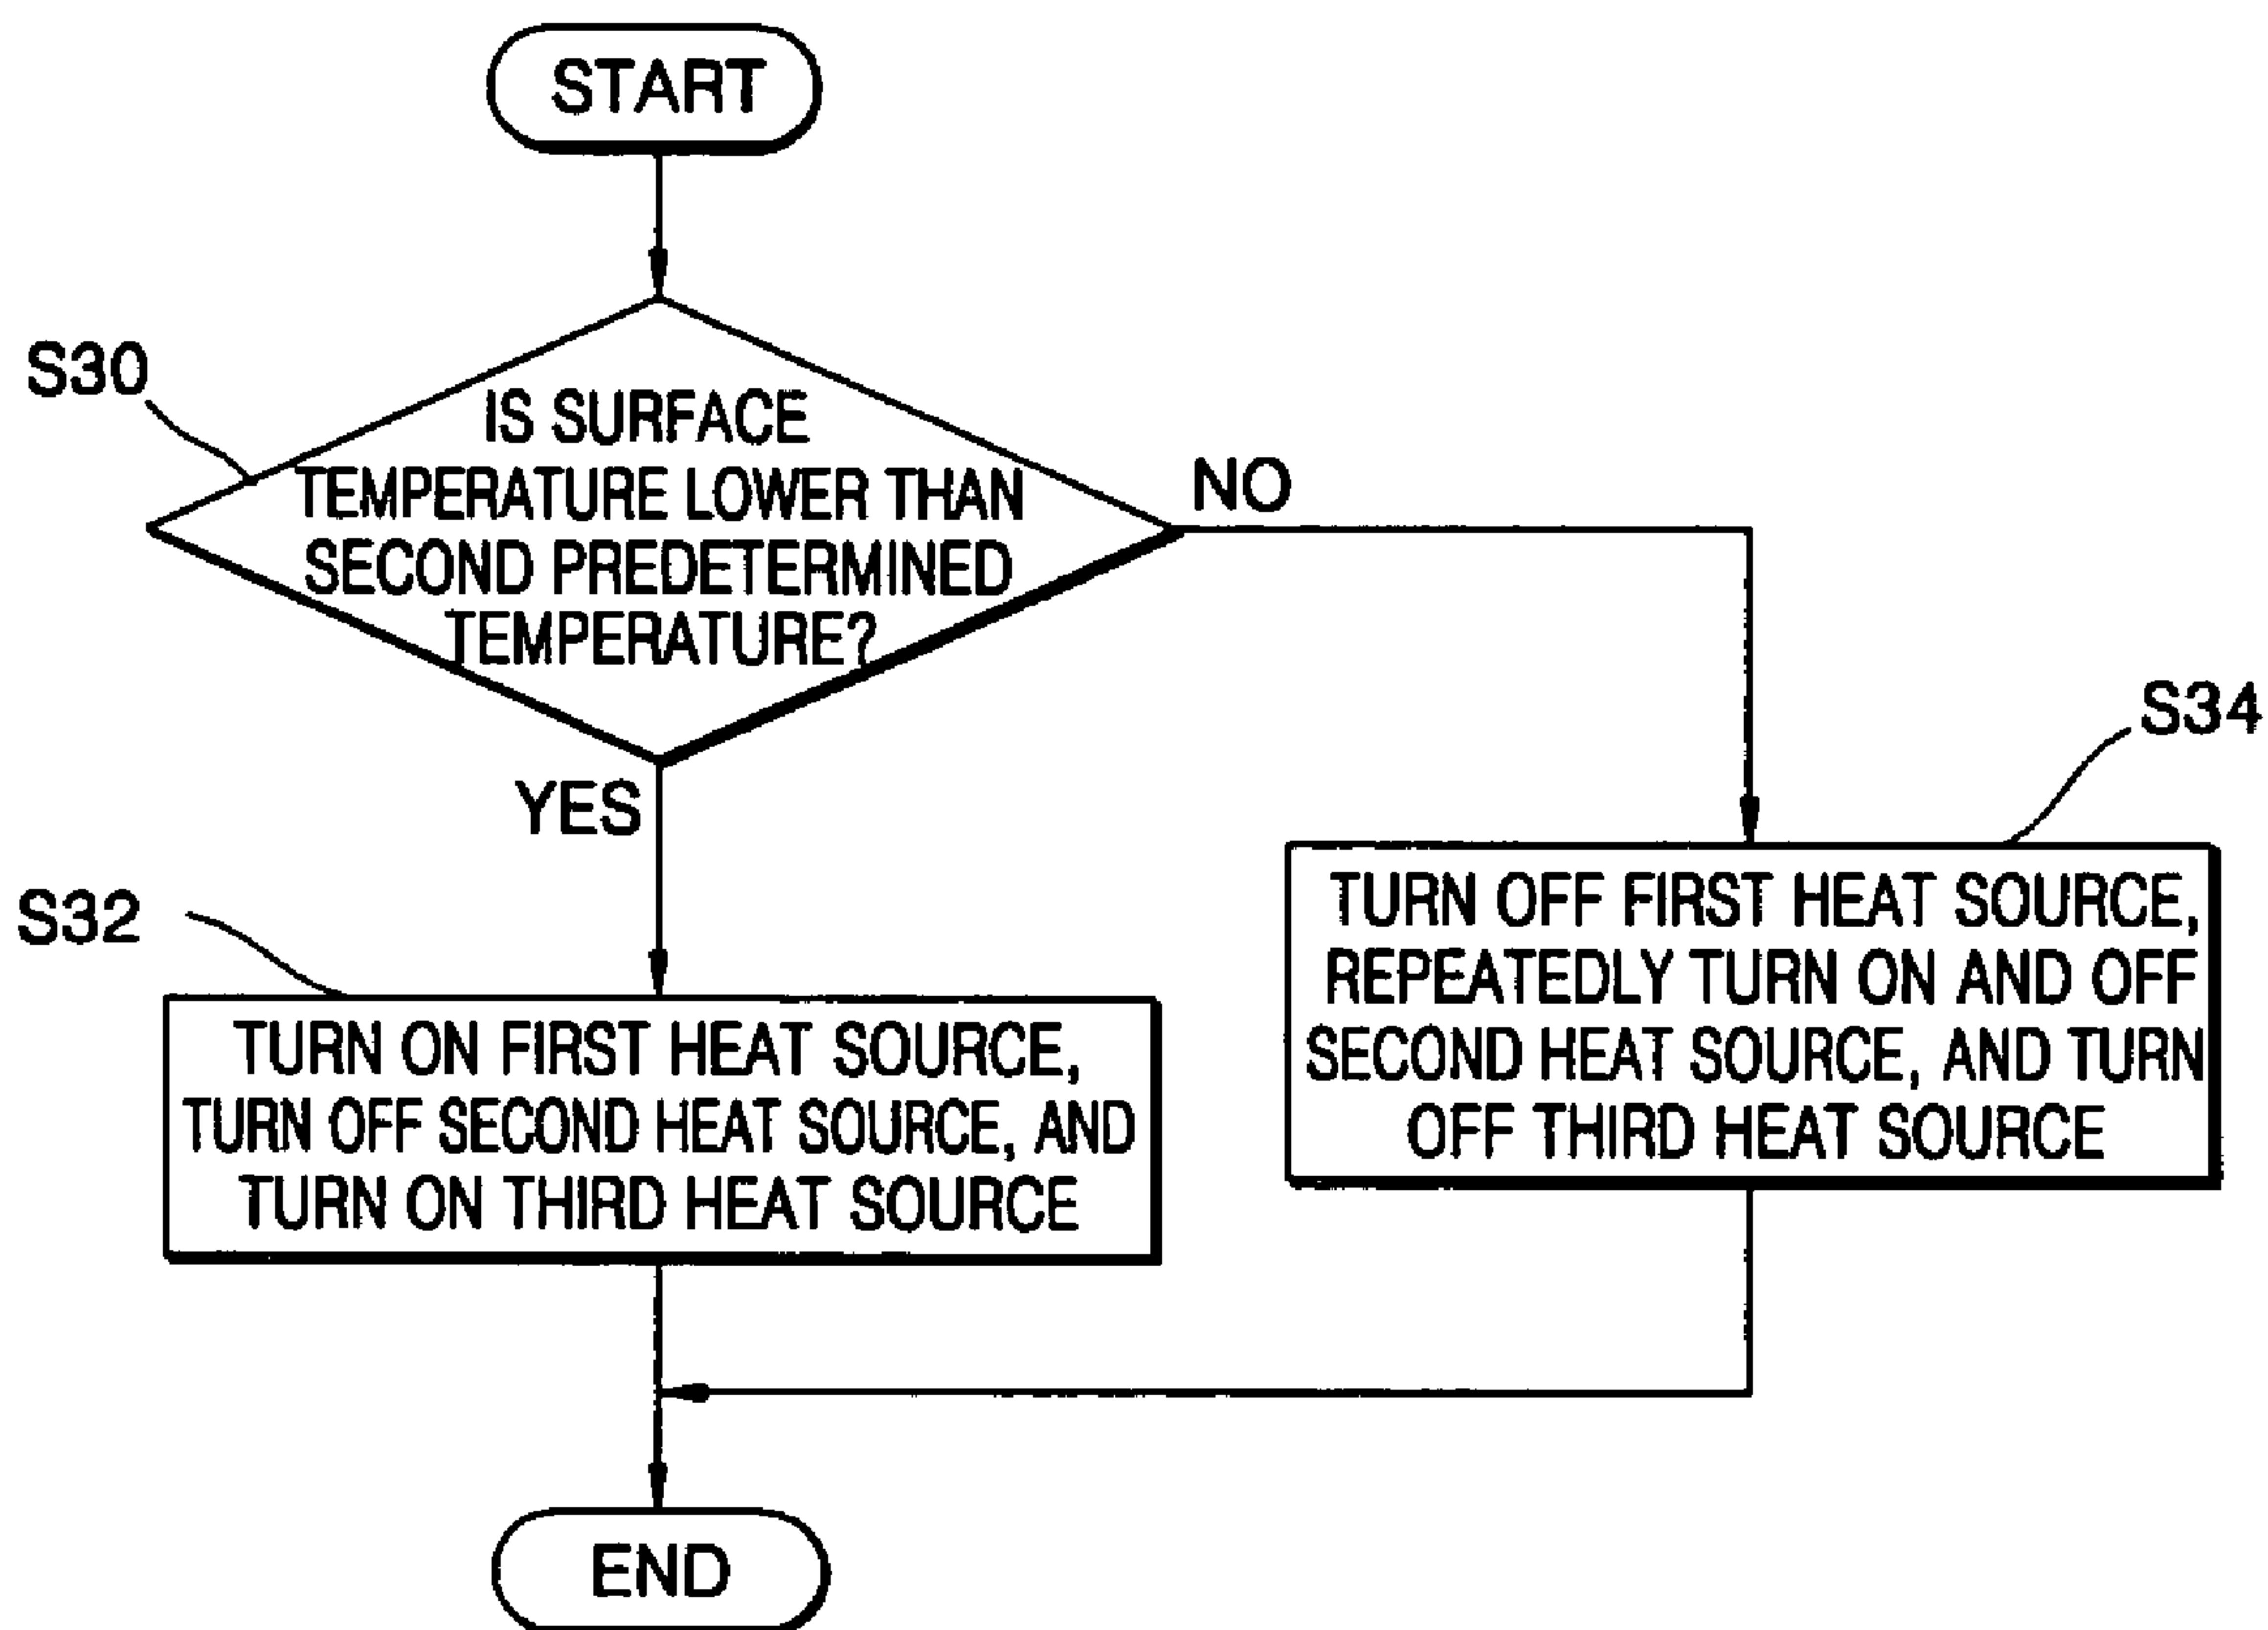 START
S30
IS SURFACE
TEMPERATURE LOWER THAN
SECOND PREDETERMINED
TEMPERATURE?
NO
YES
S34
TURN OFF FIRST HEAT SOURCE,
REPEATEDLY TURN ON AND OFF
SECOND HEAT SOURCE, AND TURN
OFF THIRD HEAT SOURCE
S32
TURN ON FIRST HEAT SOURCE,
TURN OFF SECOND HEAT SOURCE, AND
TURN ON THIRD HEAT SOURCE
END